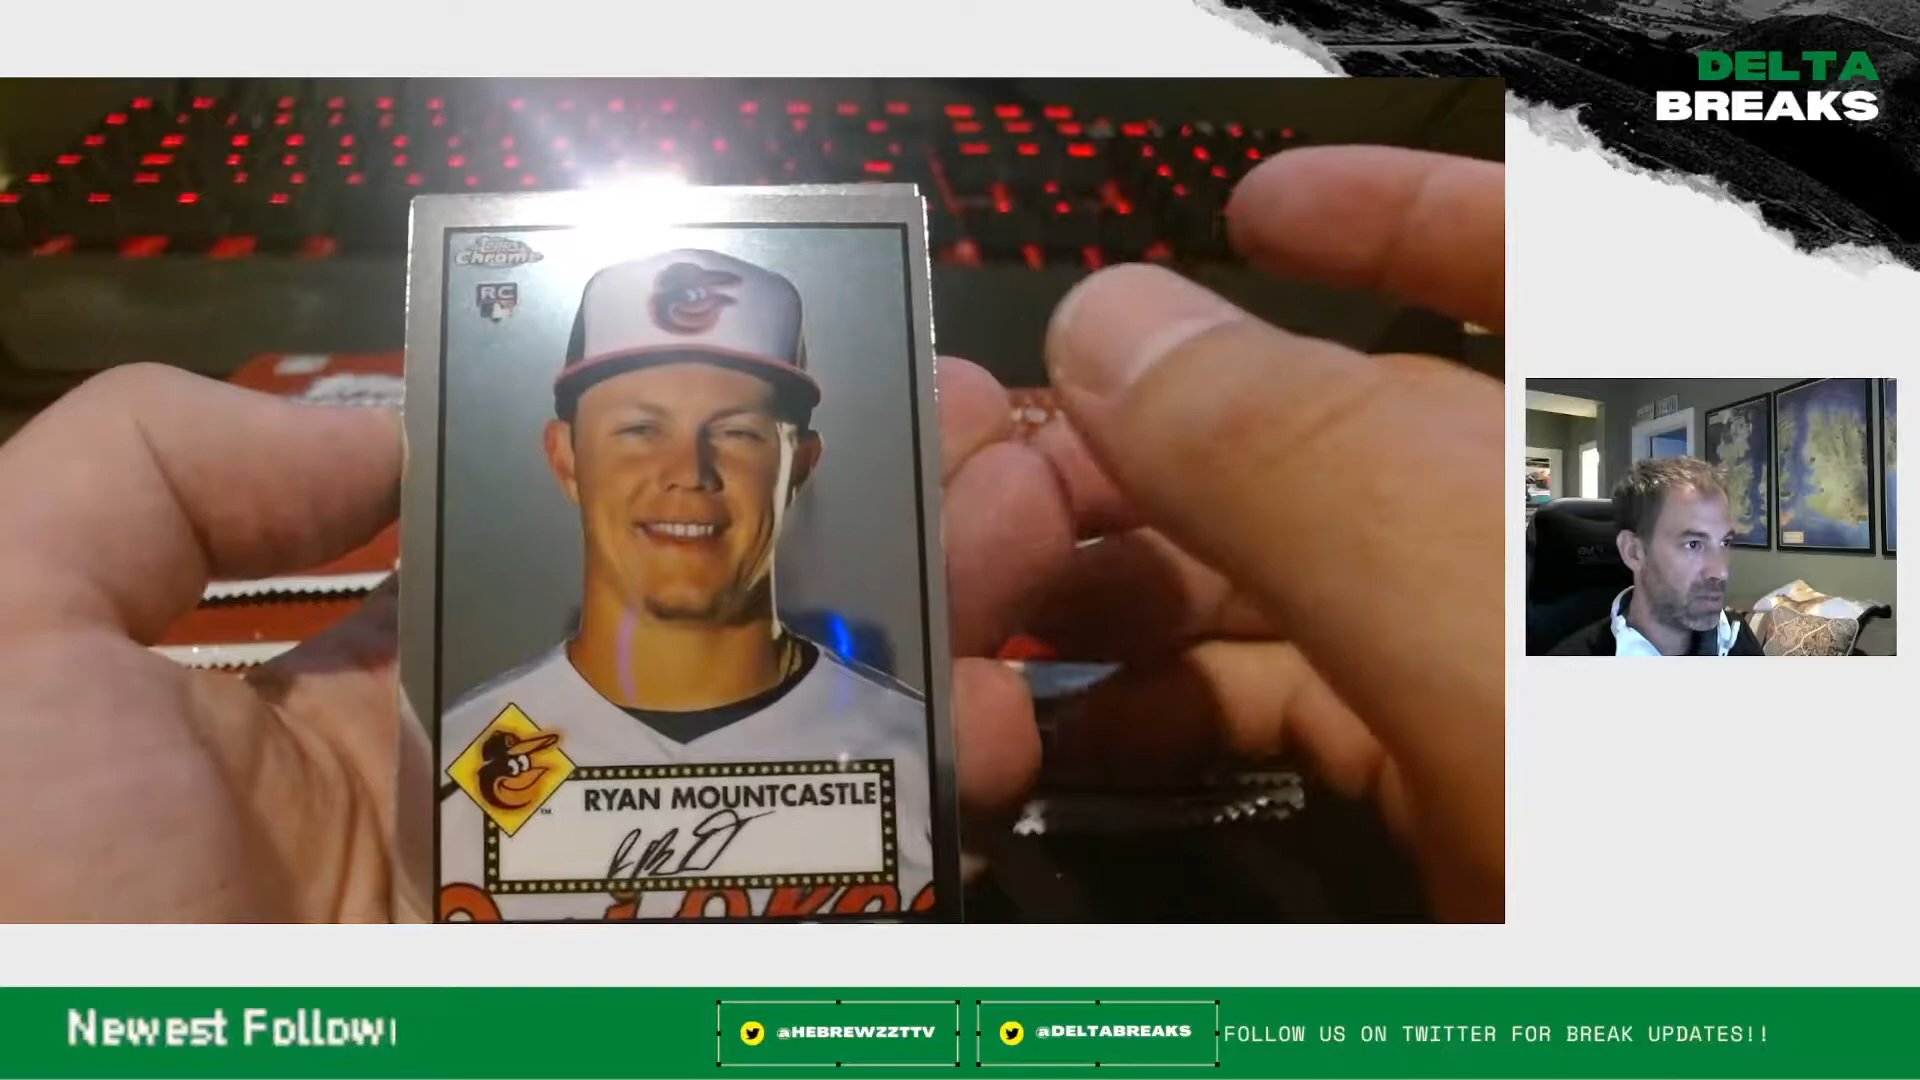 DELTA
BREAKS
Topps
Chrome
RC
RYAN MOUNTCASTLE
Newest Follow
@HEBREWZZTTV
@DELTABREAKS
FOLLOW US ON TWITTER FOR BREAK UPDATES!!